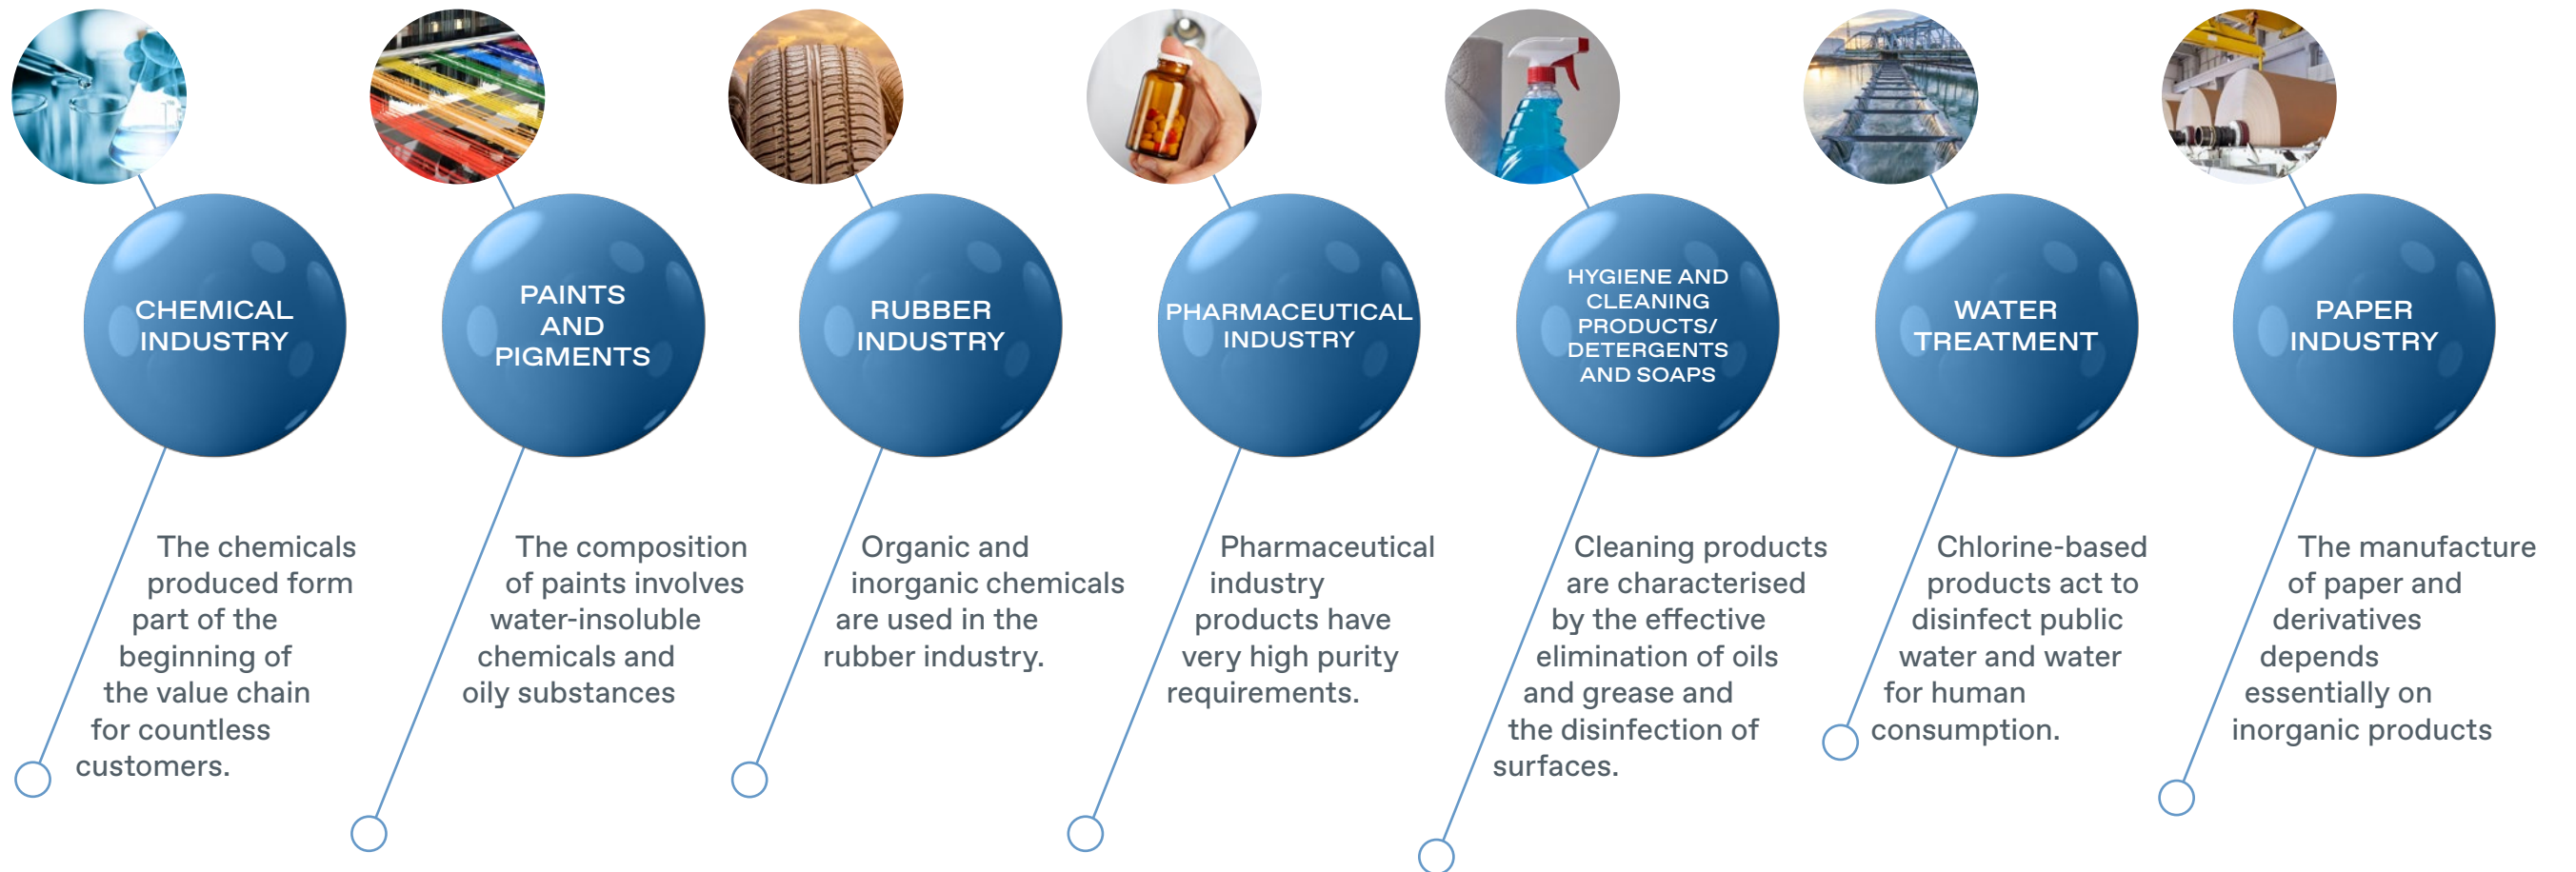 CHEMICAL
INDUSTRY
The chemicals
produced form
part of the
beginning of
the value chain
for countless
customers.
PAINTS
AND
PIGMENTS
The composition
of paints involves
water-insoluble
chemicals and
oily substances
RUBBER
INDUSTRY
Organic and
inorganic chemicals
are used in the
rubber industry.
PHARMACEUTICAL
INDUSTRY
Pharmaceutical
industry
products have
very high purity
requirements.
HYGIENE AND
CLEANING
PRODUCTS/
DETERGENTS
AND SOAPS
Cleaning products
are characterised
by the effective
elimination of oils
and grease and
the disinfection of
surfaces.
WATER
TREATMENT
Chlorine-based
products act to
disinfect public
water and water
for human
consumption.
PAPER
INDUSTRY
The manufacture
of paper and
derivatives
depends
essentially on
inorganic products